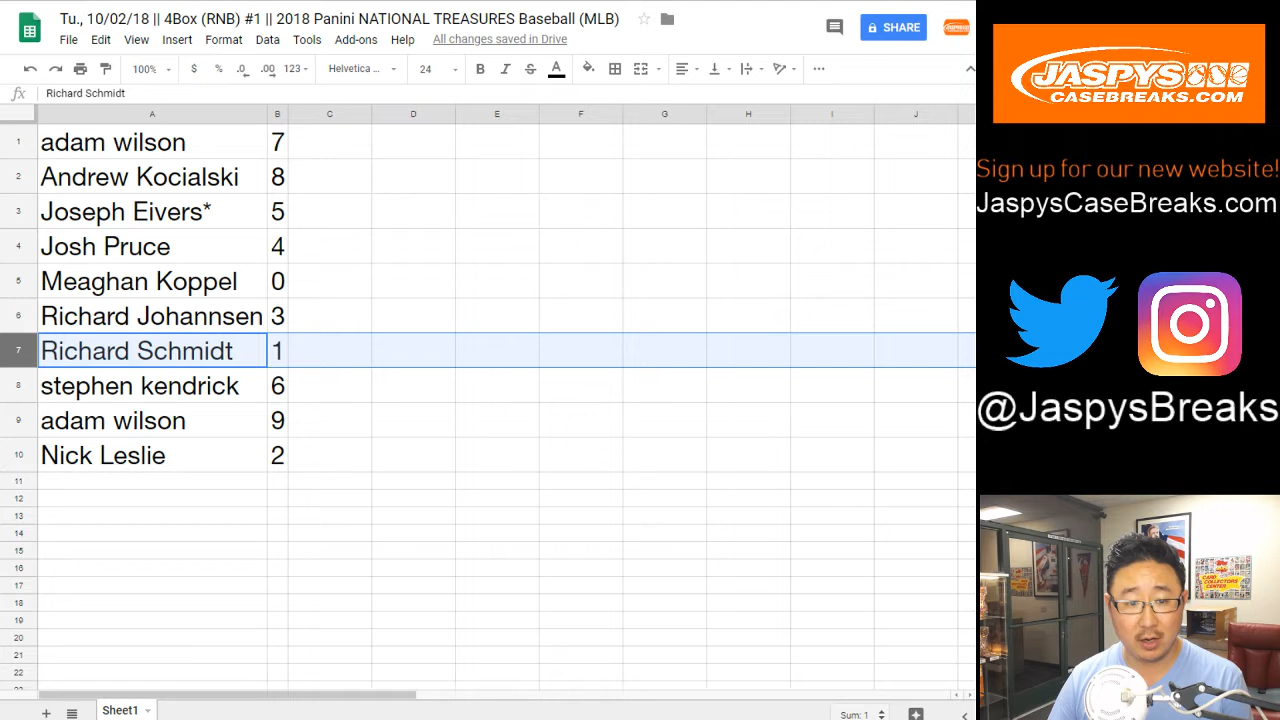 Tu., 10/02/18 || 4Box (RNB) #1 || 2018 Panini NATIONAL TREASURES Baseball (MLB)
File Edit View Insert Format Data Tools Add-ons Help All changes saved in Drive
SHARE
100% $ % .0 .00 123 Helvetica ... 24 B I S A
fx Richard Schmidt
A B C D E F G H I J
1 adam wilson 7
2 Andrew Kocialski 8
3 Joseph Eivers* 5
4 Josh Pruce 4
5 Meaghan Koppel 0
6 Richard Johannsen 3
7 Richard Schmidt 1
8 stephen kendrick 6
9 adam wilson 9
10 Nick Leslie 2
11
12
13
14
15
16
17
18
19
20
21
22
Sheet1
Sum: 1
JASPYS
CASEBREAKS.COM
Sign up for our new website!
JaspysCaseBreaks.com
@JaspysBreaks
CARD
COLLECTORS
CENTER